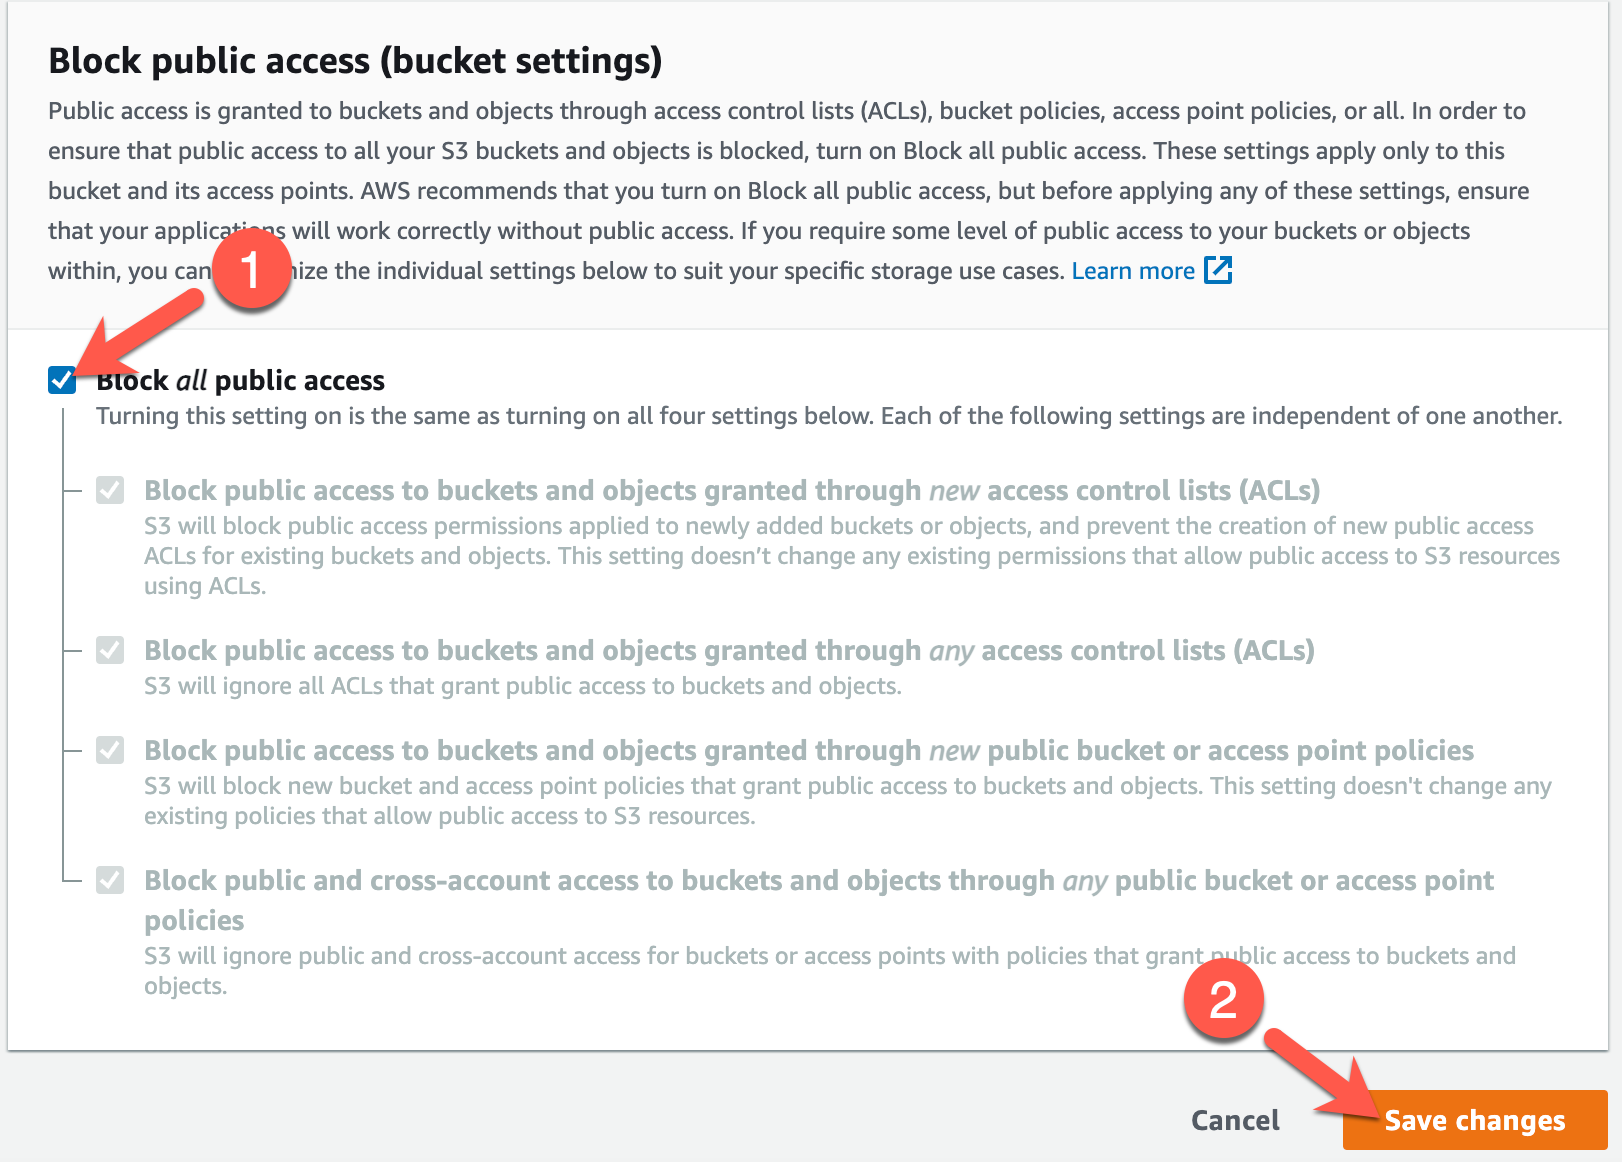 Block public access (bucket settings)
Public access is granted to buckets and objects through access control lists (ACLs), bucket policies, access point policies, or all. In order to
ensure that public access to all your S3 buckets and objects is blocked, turn on Block all public access. These settings apply only to this
bucket and its access points. AWS recommends that you turn on Block all public access, but before applying any of these settings, ensure
that your applications will work correctly without public access. If you require some level of public access to your buckets or objects
within, you can the individual settings below to suit your specific storage use cases. Learn more
1
Block all public access
Turning this setting on is the same as turning on all four settings below. Each of the following settings are independent of one another.
Block public access to buckets and objects granted through new access control lists (ACLs)
S3 will block public access permissions applied to newly added buckets or objects, and prevent the creation of new public access
ACLs for existing buckets and objects. This setting doesn’t change any existing permissions that allow public access to S3 resources
using ACLs.
Block public access to buckets and objects granted through any access control lists (ACLs)
S3 will ignore all ACLs that grant public access to buckets and objects.
Block public access to buckets and objects granted through new public bucket or access point policies
S3 will block new bucket and access point policies that grant public access to buckets and objects. This setting doesn't change any
existing policies that allow public access to S3 resources.
Block public and cross-account access to buckets and objects through any public bucket or access point
policies
S3 will ignore public and cross-account access for buckets or access points with policies that grant public access to buckets and
objects.
2
Cancel
Save changes